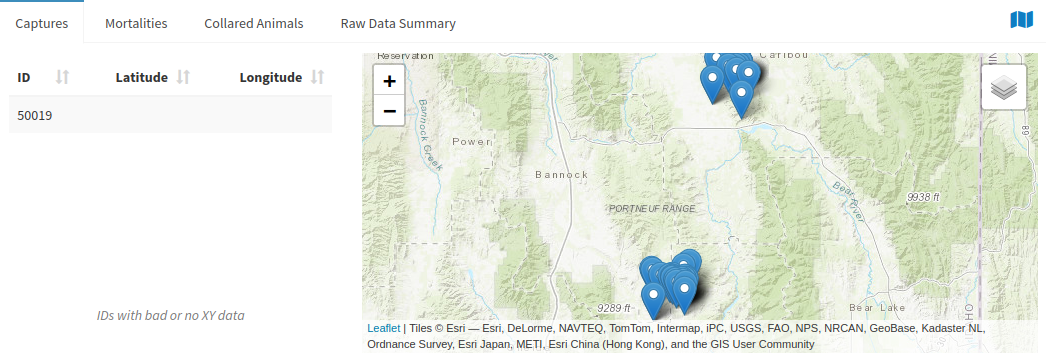 Captures Mortalities Collared Animals Raw Data Summary
ID Latitude Longitude
50019
IDs with bad or no XY data
Reservation
Caribou
+
−
Bannock Creek
Power
Bannock
PORTNEUF RANGE
Bear River
9938 ft
89
9289 ft
Bear Lake
Leaflet | Tiles © Esri — Esri, DeLorme, NAVTEQ, TomTom, Intermap, iPC, USGS, FAO, NPS, NRCAN, GeoBase, Kadaster NL,
Ordnance Survey, Esri Japan, METI, Esri China (Hong Kong), and the GIS User Community